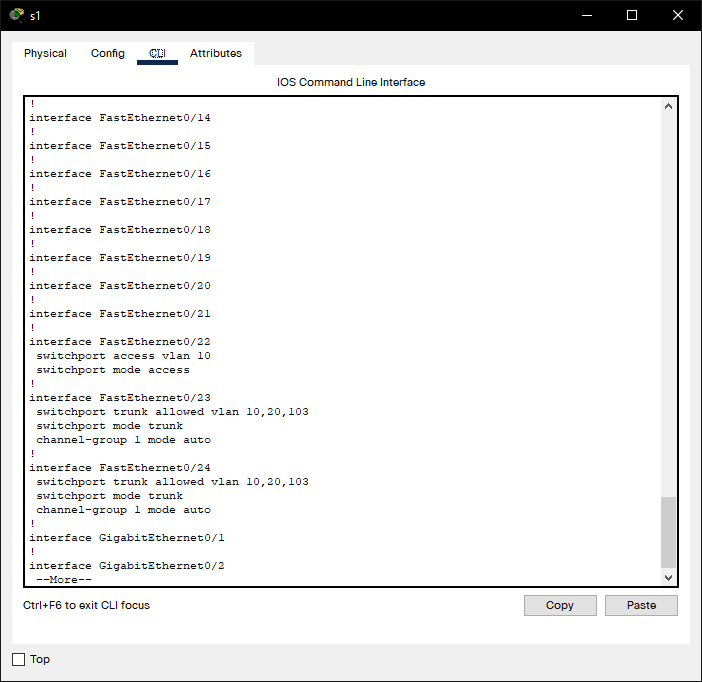 s1
Physical Config CLI Attributes
IOS Command Line Interface
!
interface FastEthernet0/14
!
interface FastEthernet0/15
!
interface FastEthernet0/16
!
interface FastEthernet0/17
!
interface FastEthernet0/18
!
interface FastEthernet0/19
!
interface FastEthernet0/20
!
interface FastEthernet0/21
!
interface FastEthernet0/22
switchport access vlan 10
switchport mode access
!
interface FastEthernet0/23
switchport trunk allowed vlan 10,20,103
switchport mode trunk
channel-group 1 mode auto
!
interface FastEthernet0/24
switchport trunk allowed vlan 10,20,103
switchport mode trunk
channel-group 1 mode auto
!
interface GigabitEthernet0/1
!
interface GigabitEthernet0/2
--More--
Ctrl+F6 to exit CLI focus
Copy Paste
Top